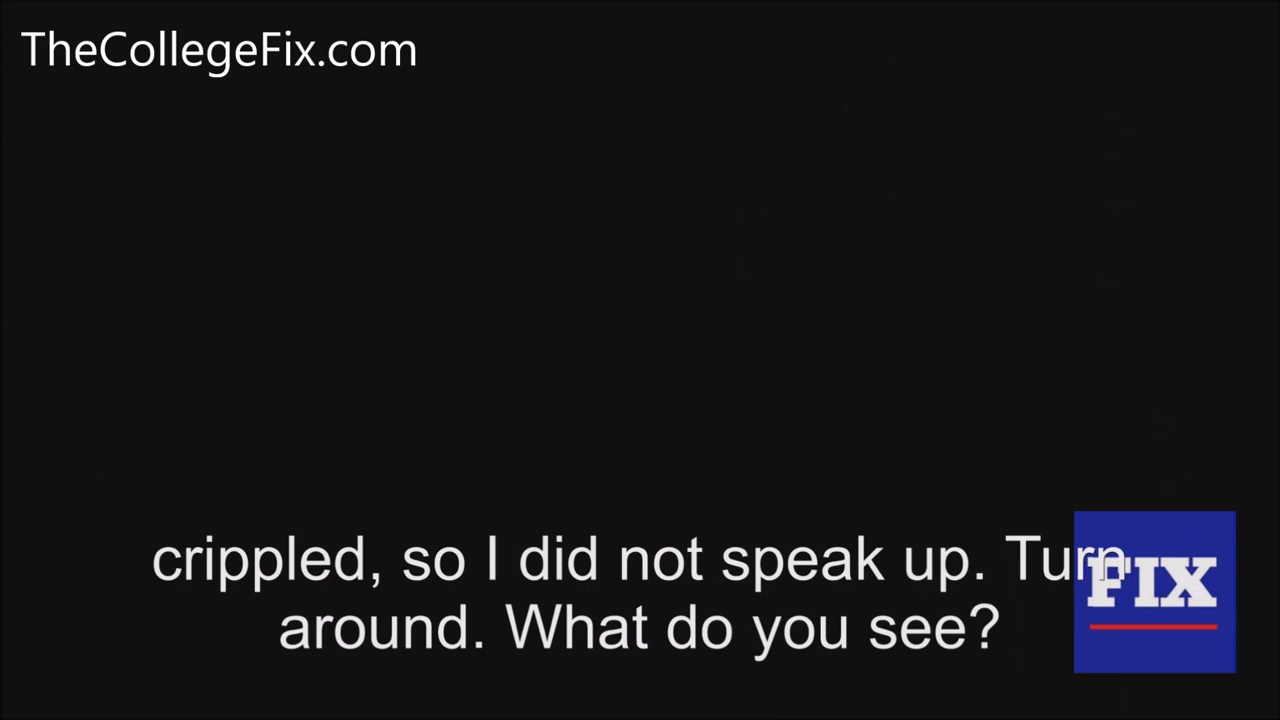 TheCollegeFix.com
crippled, so I did not speak up. Turn
around. What do you see?
FIX